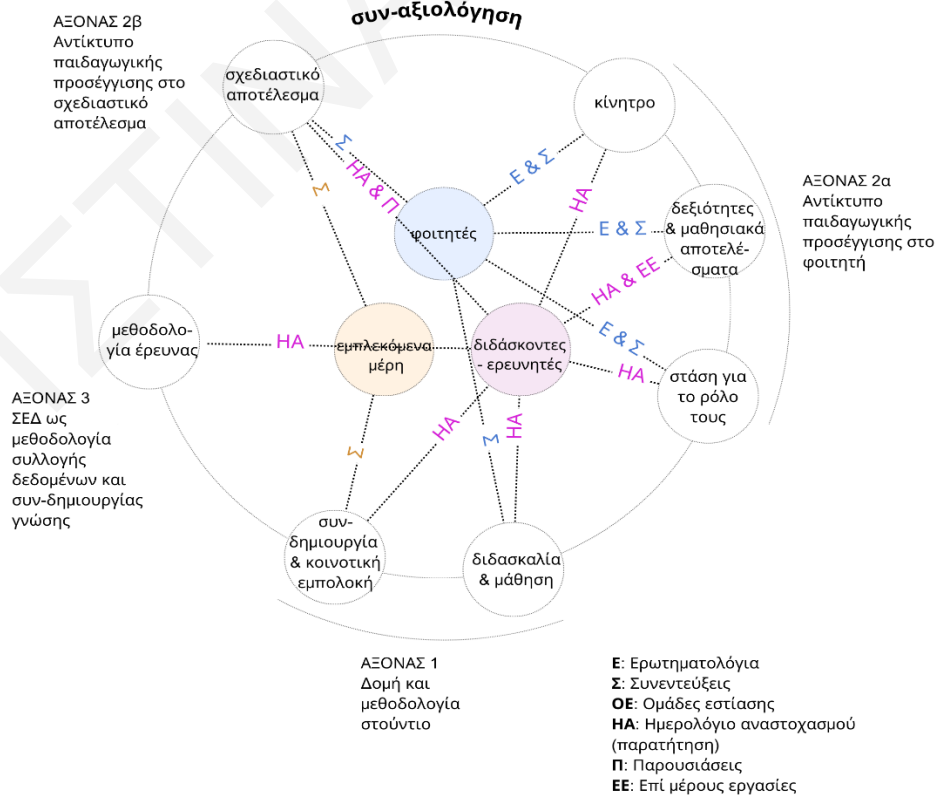 συν-αξιολόγηση
ΑΞΟΝΑΣ 2β
Αντίκτυπο
παιδαγωγικής
προσέγγισης στο
σχεδιαστικό
αποτέλεσμα
σχεδιαστικό
αποτέλεσμα
κίνητρο
Σ
ΗΑ & Π
Σ
Ε & Σ
ΗΑ
ΑΞΟΝΑΣ 2α
Αντίκτυπο
παιδαγωγικής
προσέγγισης στο
φοιτητή
φοιτητές
Ε & Σ
δεξιότητες
& μαθησιακά
αποτελέ-
σματα
ΗΑ & ΕΕ
Ε & Σ
μεθοδολο-
γία έρευνας
ΗΑ
εμπλεκόμενα
μέρη
διδάσκοντες
- ερευνητές
ΗΑ
στάση για
το ρόλο
τους
ΑΞΟΝΑΣ 3
ΣΕΔ ως
μεθοδολογία
συλλογής
δεδομένων και
συν-δημιουργίας
γνώσης
Σ
ΗΑ
Σ
ΗΑ
συν-
δημιουργία
& κοινοτική
εμπολοκή
διδασκαλία
& μάθηση
ΑΞΟΝΑΣ 1
Δομή και
μεθοδολογία
στούντιο
Ε: Ερωτηματολόγια
Σ: Συνεντεύξεις
ΟΕ: Ομάδες εστίασης
ΗΑ: Ημερολόγιο αναστοχασμού
(παρατήτηση)
Π: Παρουσιάσεις
ΕΕ: Επί μέρους εργασίες